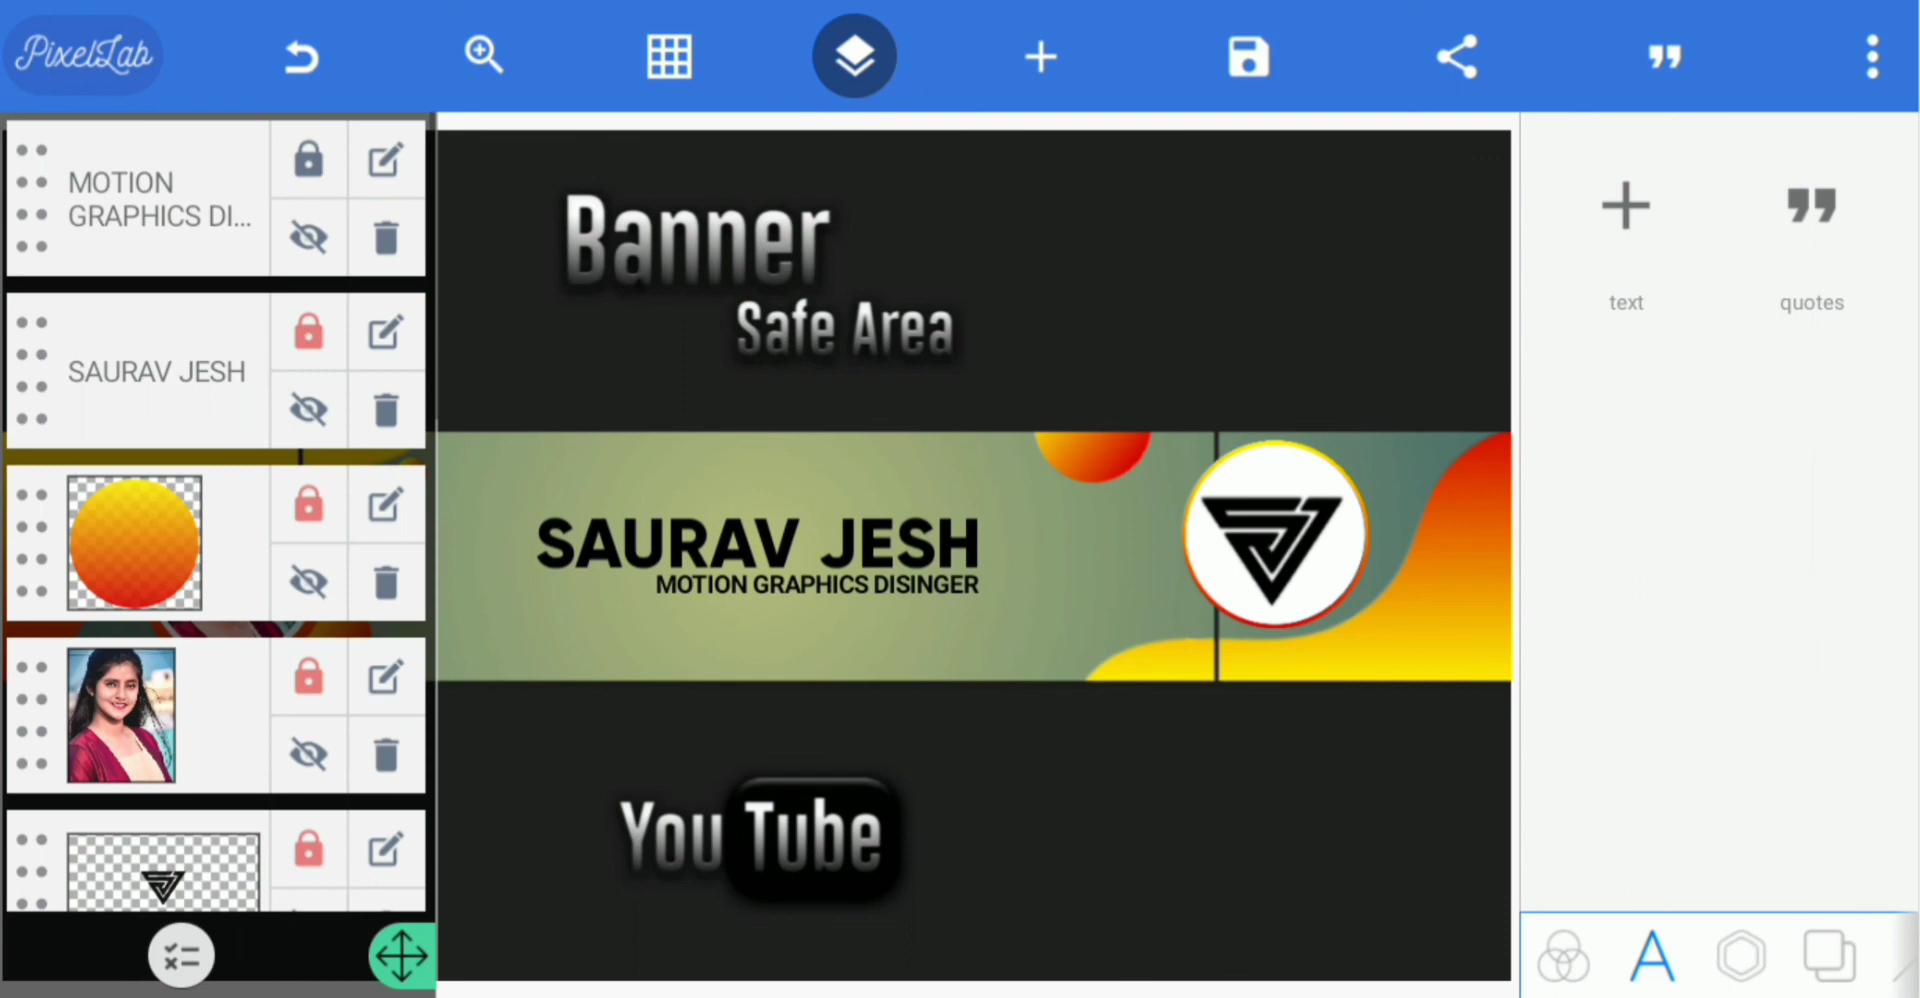 PixelLab
MOTION
GRAPHICS DI...
SAURAV JESH
Banner
Safe Area
SAURAV JESH
MOTION GRAPHICS DISINGER
You Tube
text
quotes